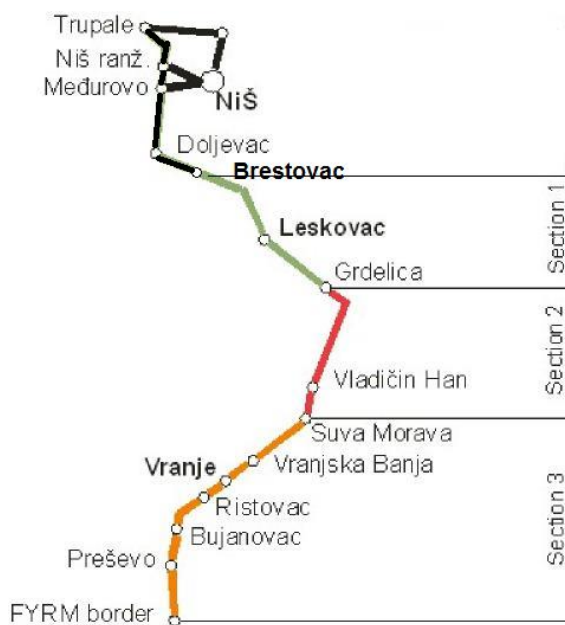 Trupale
Niš ranž.
Međurovo
NiŠ
Doljevac
Brestovac
Section 1
Leskovac
Grdelica
Section 2
Vladičin Han
Suva Morava
Vranjska Banja
Vranje
Section 3
Ristovac
Bujanovac
Preševo
FYRM border